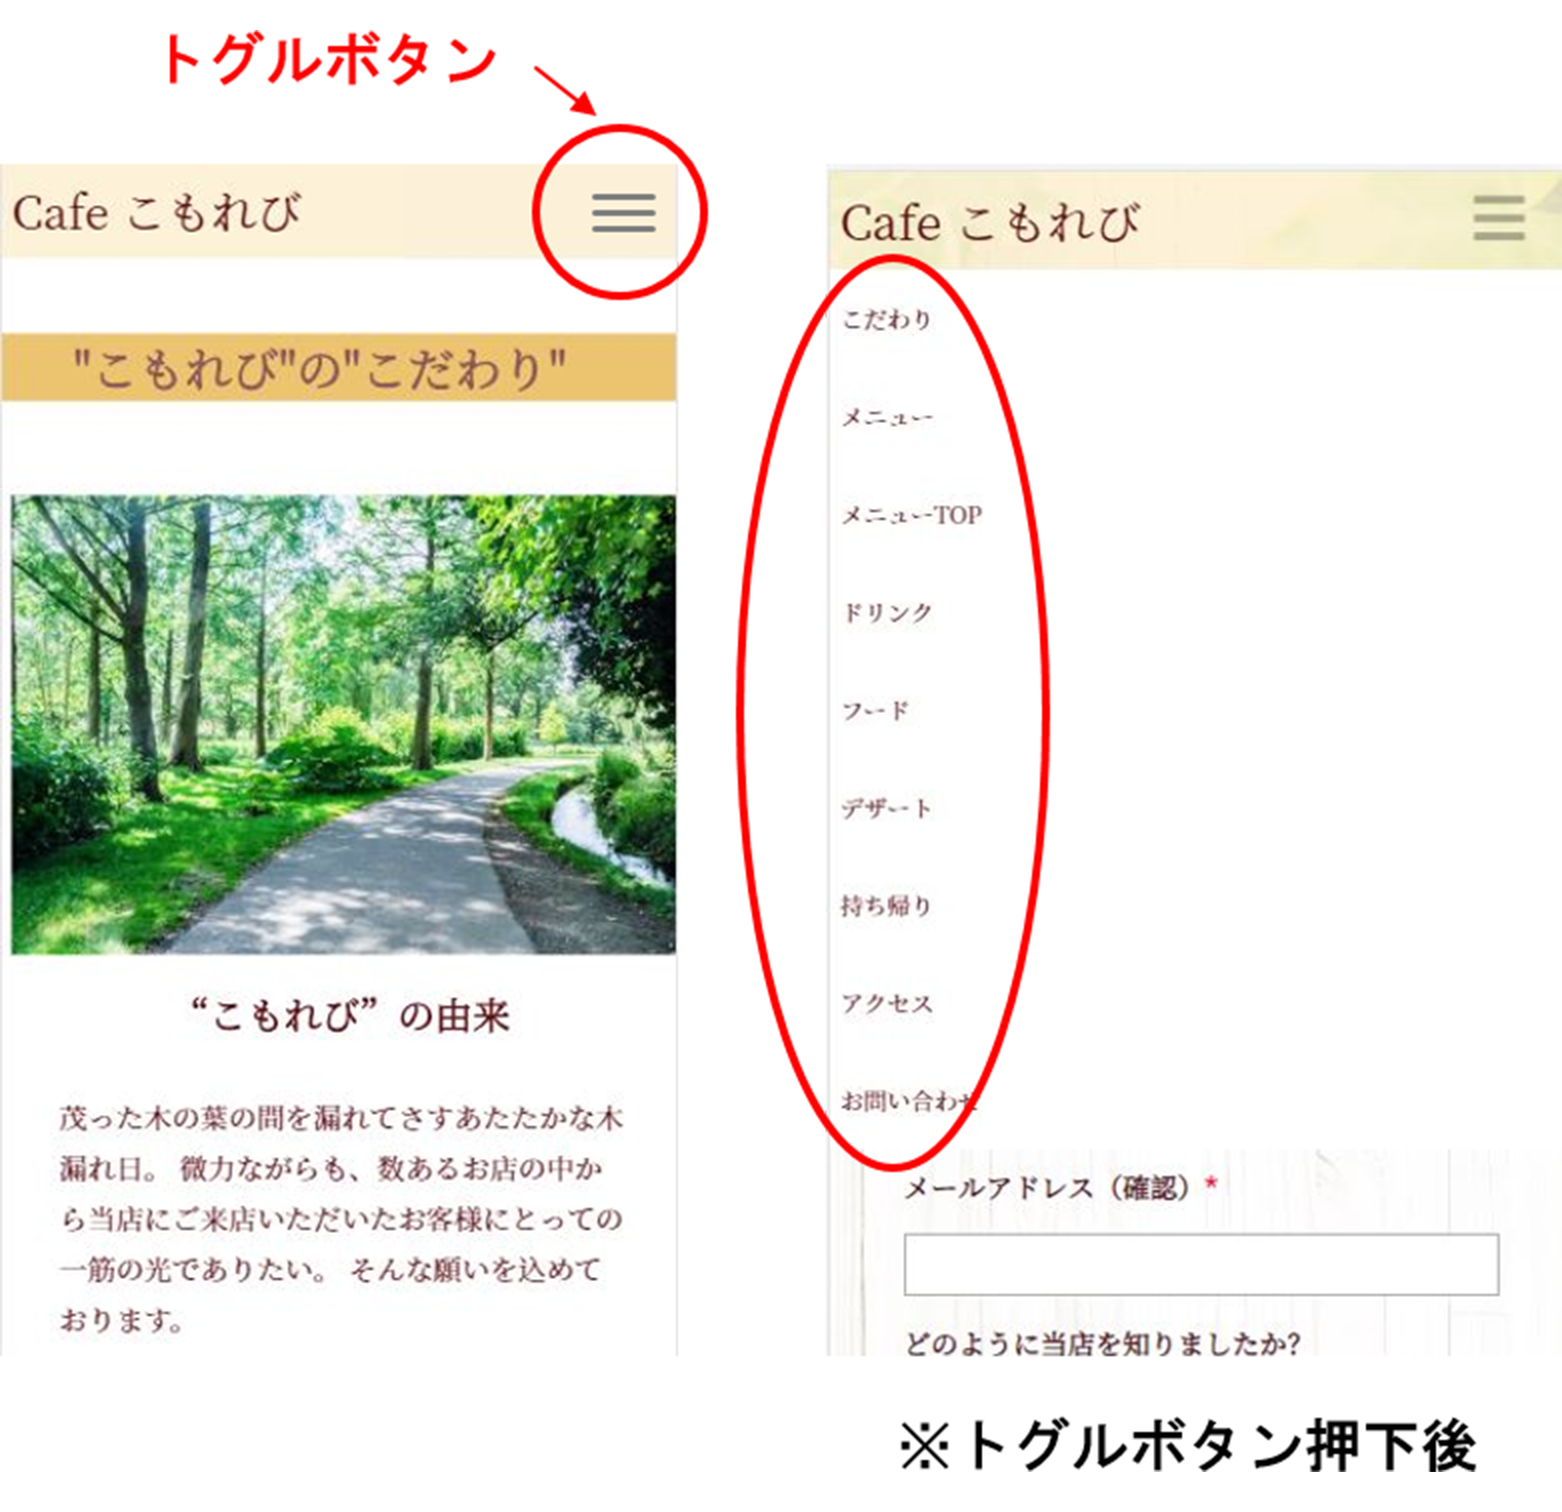 トグルボタン
Cafe こもれび
"こもれび"の"こだわり"
“こもれび”の由来
茂った木の葉の間を漏れてさすあたたかな木
漏れ日。 微力ながらも、数あるお店の中か
ら当店にご来店いただいたお客様にとっての
一筋の光でありたい。 そんな願いを込めて
おります。
Cafe こもれび
こだわり
メニュー
メニューTOP
ドリンク
フード
デザート
持ち帰り
アクセス
お問い合わせ
メールアドレス（確認）*
どのように当店を知りましたか?
※トグルボタン押下後